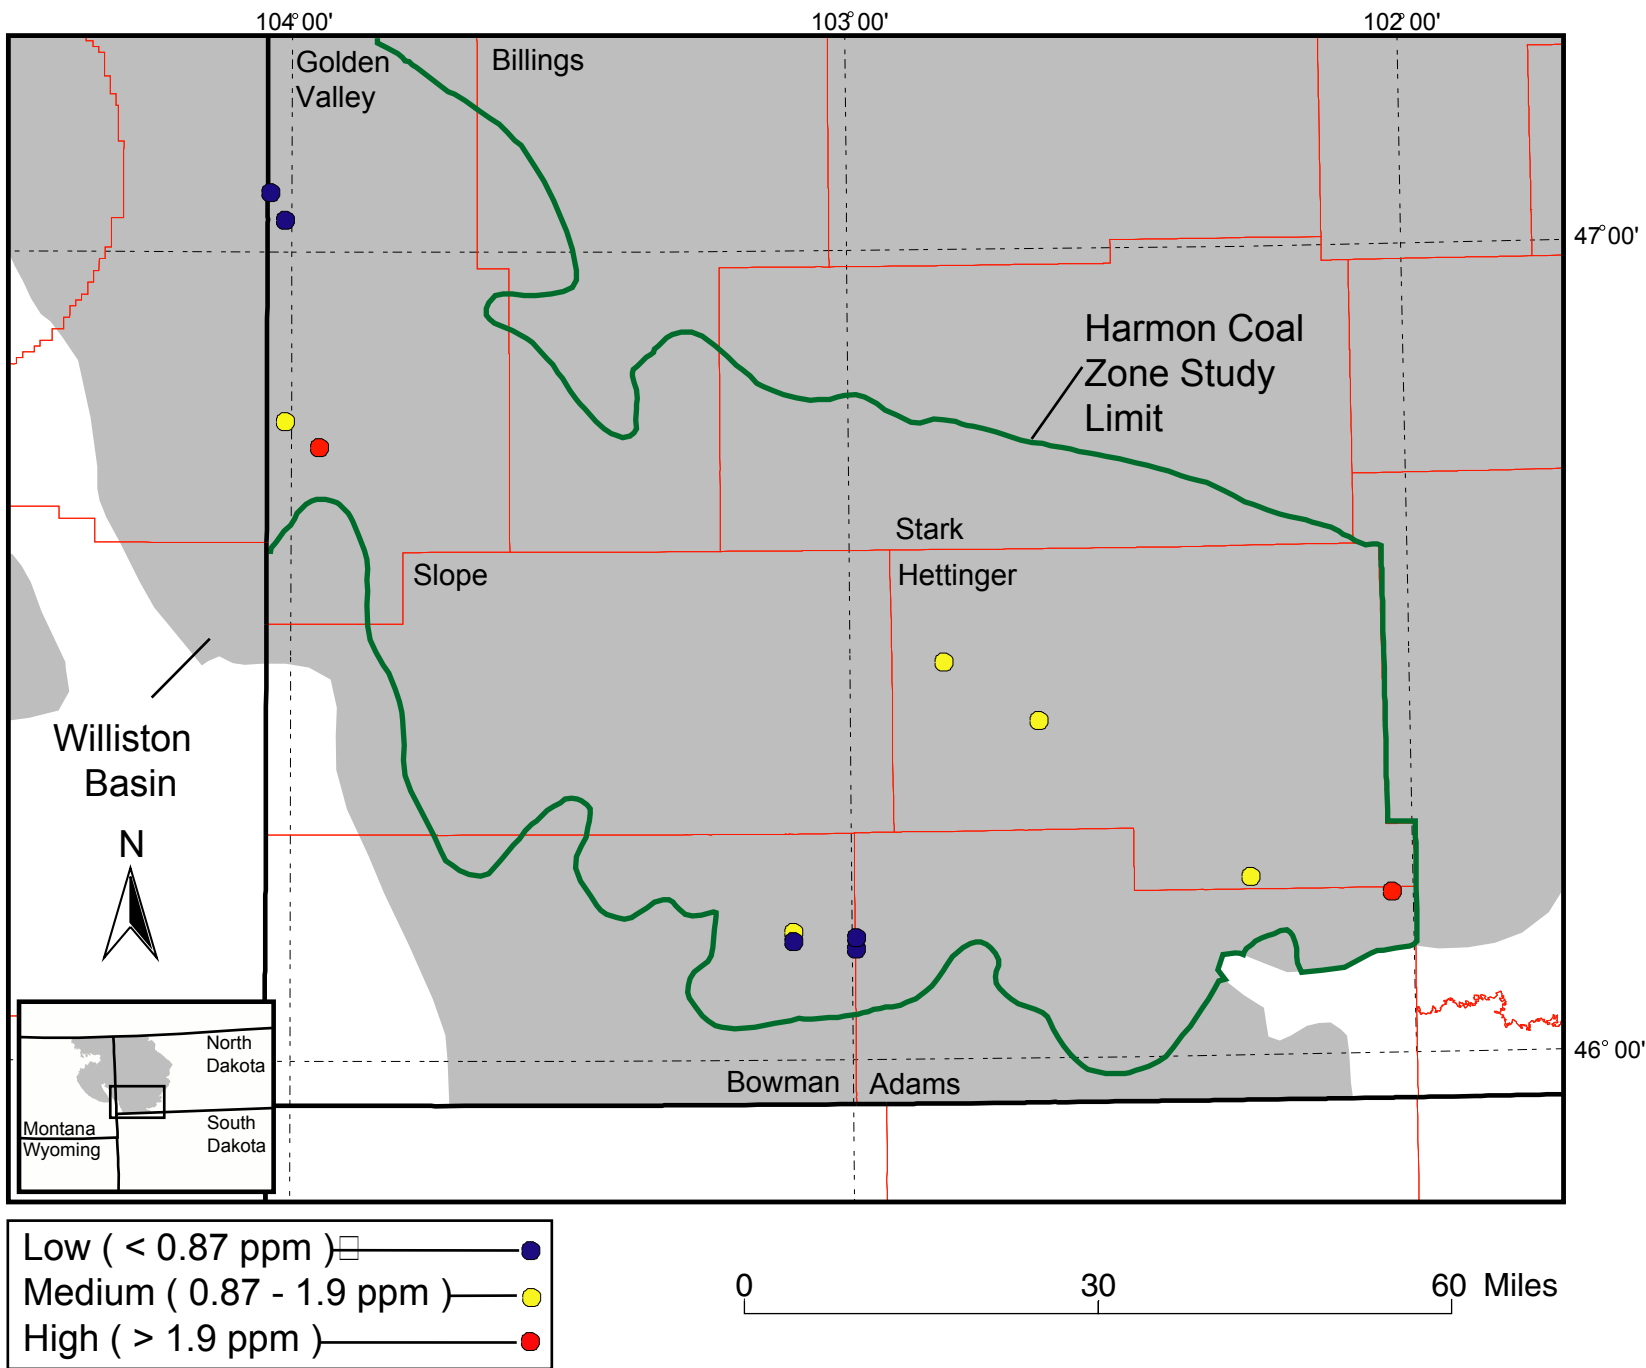 104°00'
103°00'
102°00'
Golden
Valley
Billings
47°00'
Harmon Coal
Zone Study
Limit
Stark
Slope
Hettinger
Williston
Basin
N
46°00'
Bowman
Adams
North
Dakota
South
Dakota
Montana
Wyoming
Low ( < 0.87 ppm )
Medium ( 0.87 - 1.9 ppm )
High ( > 1.9 ppm )
0 30 60 Miles